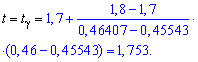 t = t_γ = 1,7 + (1,8 − 1,7)/(0,46407 − 0,45543) ·
· (0,46 − 0,45543) = 1,753.